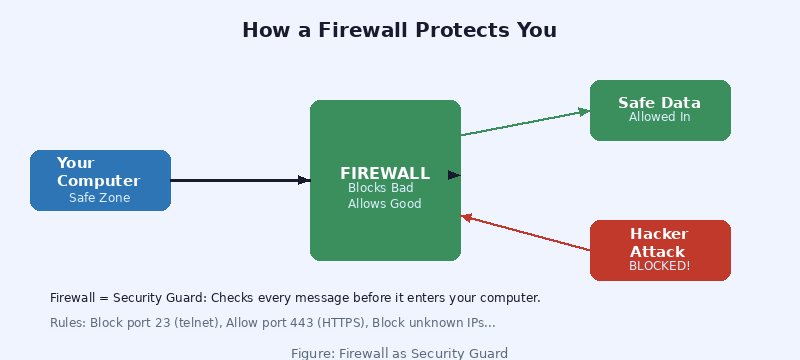 How a Firewall Protects You
Safe Data
Allowed In
Your
Computer
Safe Zone
FIREWALL
Blocks Bad
Allows Good
Hacker
Attack
BLOCKED!
Firewall = Security Guard: Checks every message before it enters your computer.
Rules: Block port 23 (telnet), Allow port 443 (HTTPS), Block unknown IPs...
Figure: Firewall as Security Guard